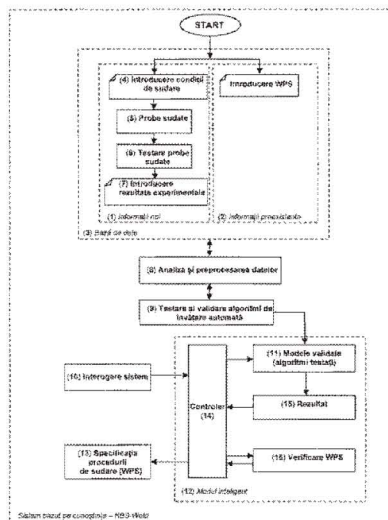 START
(4) Introducere condiții
de sudare
Introducere WPS
(5) Probe sudate
(6) Testare probe
sudate
(7) Introducere
rezultate experimentale
(1) Informații noi
(2) Informații preexistente
(3) Bază de date
(8) Analiza și preprocesarea datelor
(9) Testare si validare algoritmi de
învățare automată
(10) Interogare sistem
Controler
(14)
(11) Modele validate
(algoritmi testați)
(15) Rezultat
(13) Specificația
procedurii
de sudare (WPS)
(16) Verificare WPS
(12) Modul inteligent
Sistem bazat pe cunoștințe – KBS-Weld